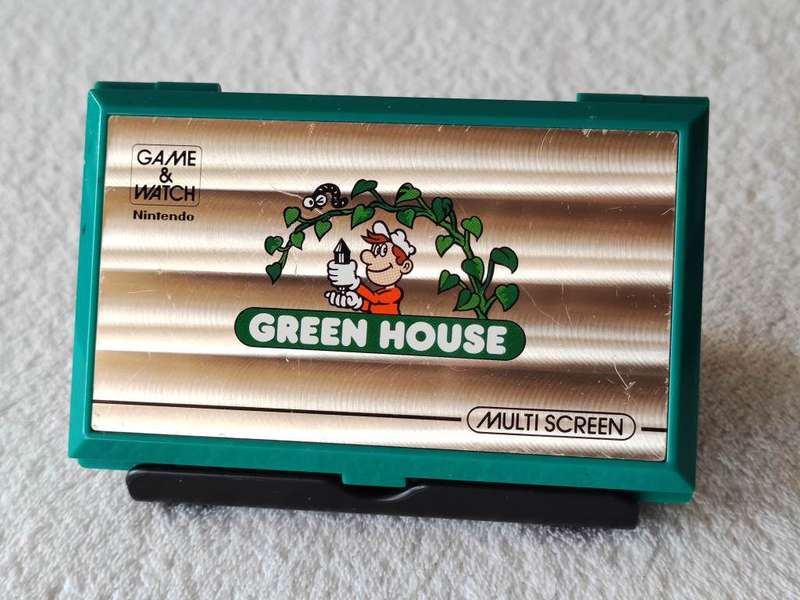 GAME
&
WATCH
Nintendo
GREEN HOUSE
MULTI SCREEN